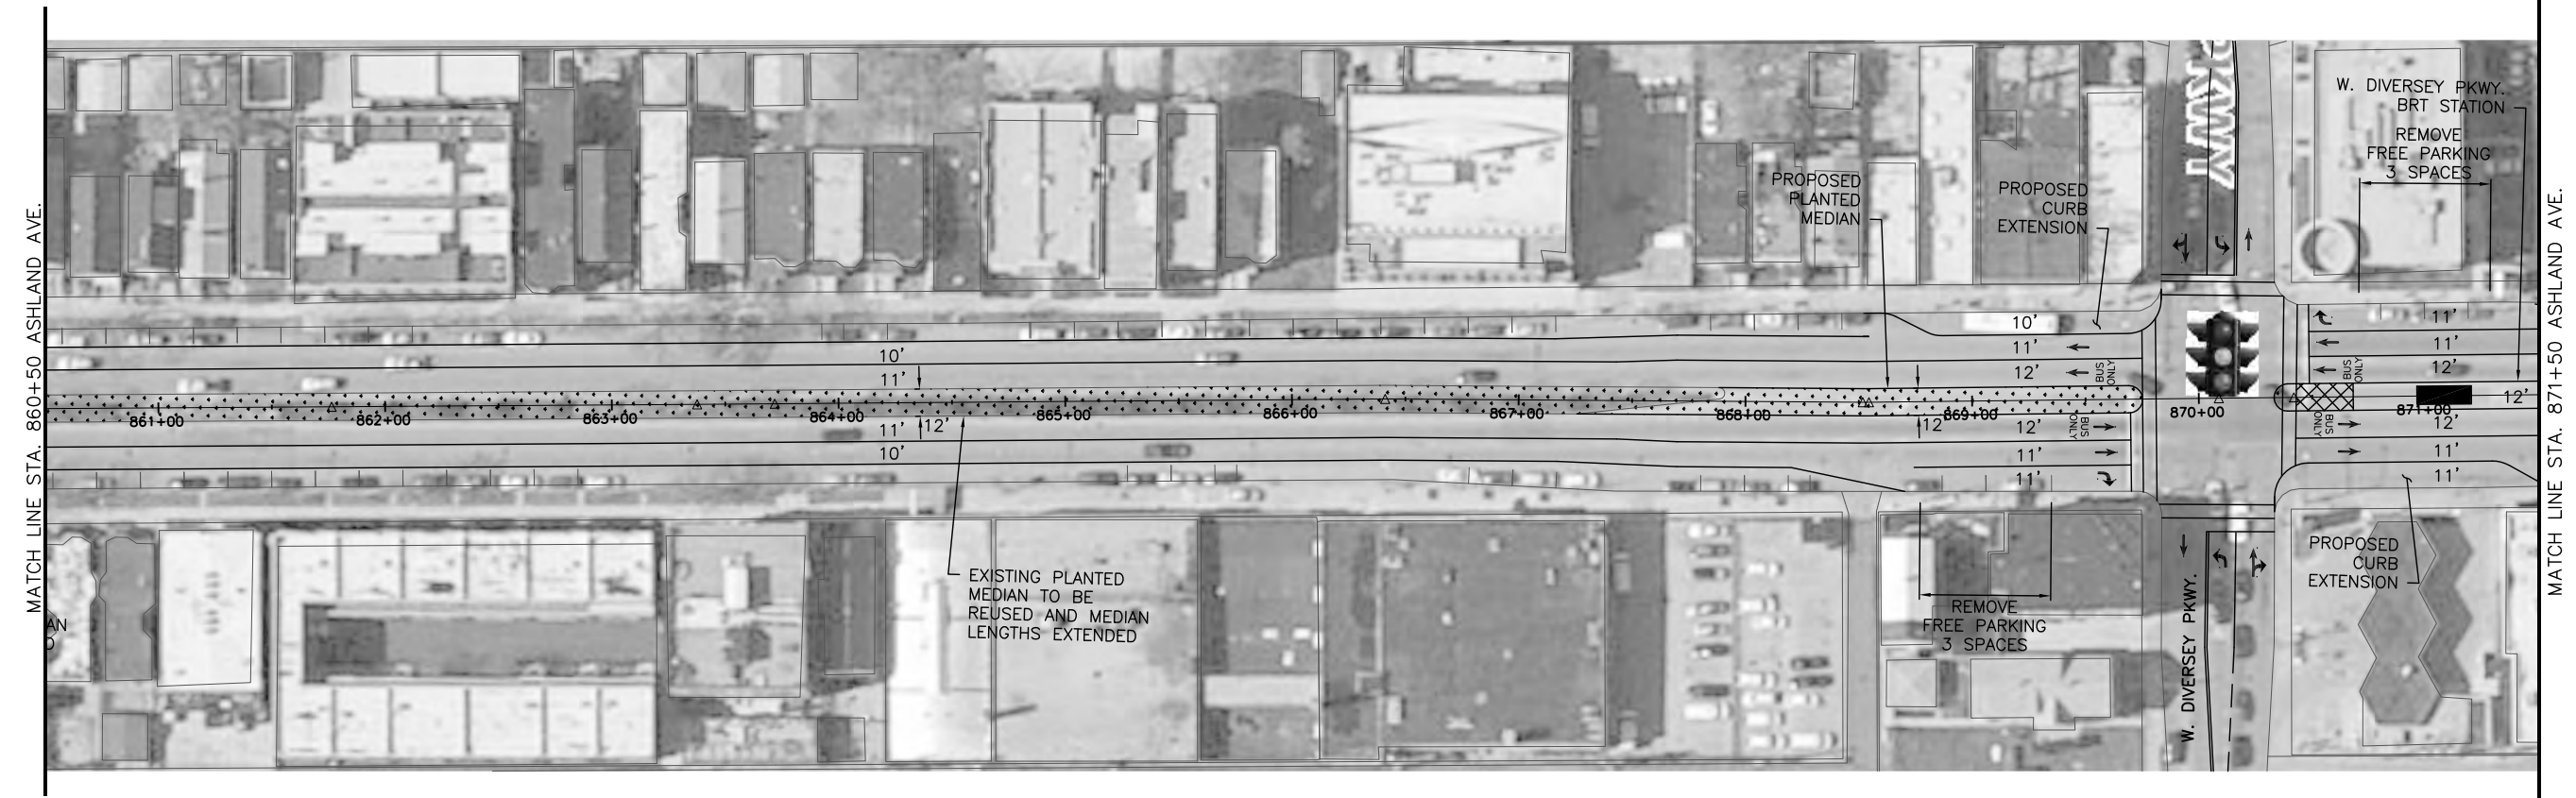 MATCH LINE STA. 860+50 ASHLAND AVE.
PKWY
W. DIVERSEY PKWY.
BRT STATION
REMOVE
FREE PARKING
3 SPACES
PROPOSED
PLANTED
MEDIAN
PROPOSED
CURB
EXTENSION
10'
11'
10'
11'
12'
BUS
ONLY
11'
11'
12'
BUS
ONLY
12'
861+00
862+00
863+00
864+00
865+00
866+00
867+00
868+00
869+00
870+00
871+00
11'
12'
10'
12'
12'
BUS
ONLY
11'
11'
BUS
ONLY
12'
11'
11'
EXISTING PLANTED
MEDIAN TO BE
REUSED AND MEDIAN
LENGTHS EXTENDED
REMOVE
FREE PARKING
3 SPACES
W. DIVERSEY PKWY.
PROPOSED
CURB
EXTENSION
AN
MATCH LINE STA. 871+50 ASHLAND AVE.